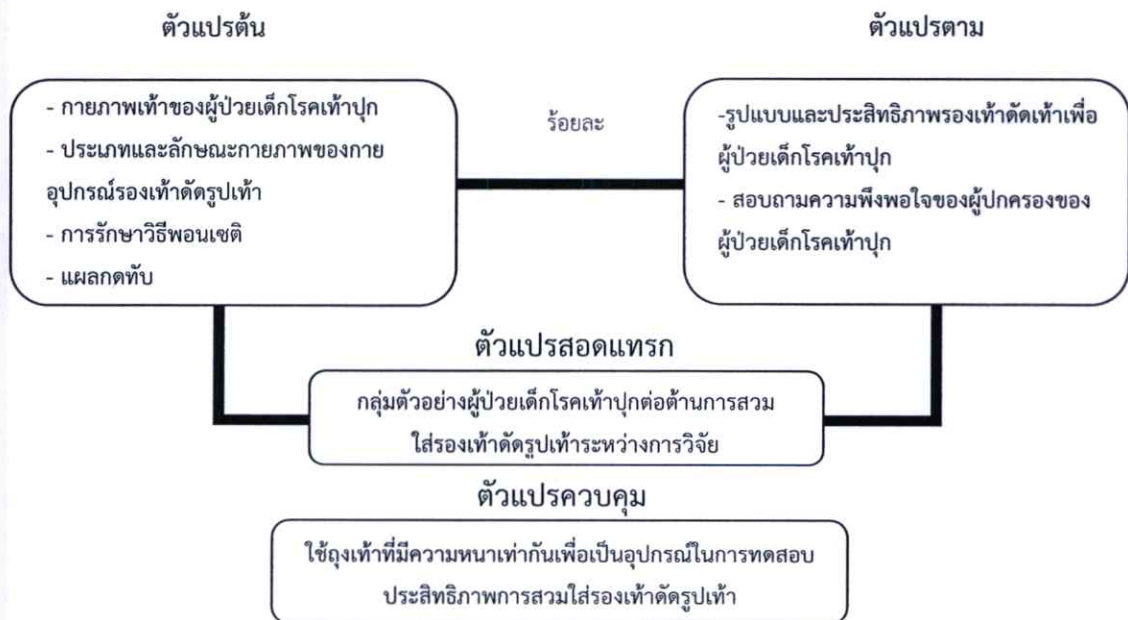 ตัวแปรต้น
ตัวแปรตาม
- กายภาพเท้าของผู้ป่วยเด็กโรคเท้าปุก
- ประเภทและลักษณะกายภาพของกาย
อุปกรณ์รองเท้าดัดรูปเท้า
- การรักษาวิธีพอนเซติ
- แผลกดทับ
ร้อยละ
-รูปแบบและประสิทธิภาพรองเท้าดัดเท้าเพื่อ
ผู้ป่วยเด็กโรคเท้าปุก
- สอบถามความพึงพอใจของผู้ปกครองของ
ผู้ป่วยเด็กโรคเท้าปุก
ตัวแปรสอดแทรก
กลุ่มตัวอย่างผู้ป่วยเด็กโรคเท้าปุกต่อต้านการสวม
ใส่รองเท้าดัดรูปเท้าระหว่างการวิจัย
ตัวแปรควบคุม
ใช้ถุงเท้าที่มีความหนาเท่ากันเพื่อเป็นอุปกรณ์ในการทดสอบ
ประสิทธิภาพการสวมใส่รองเท้าดัดรูปเท้า